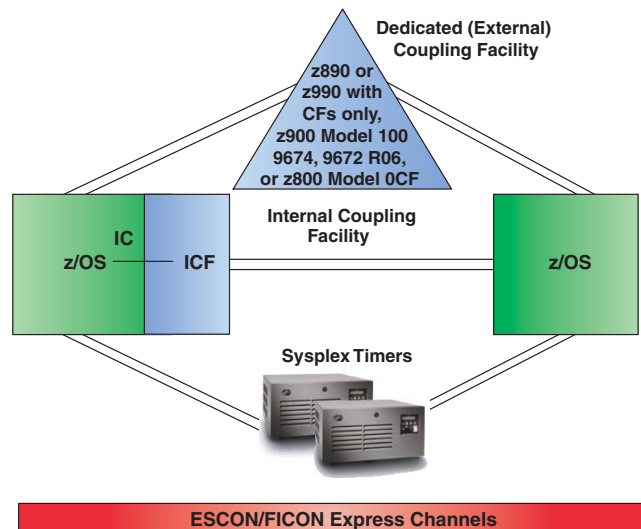 Dedicated (External)
Coupling Facility
z890 or
z990 with
CFs only,
z900 Model 100
9674, 9672 R06,
or z800 Model 0CF
Internal Coupling
Facility
IC
z/OS
ICF
z/OS
Sysplex Timers
ESCON/FICON Express Channels